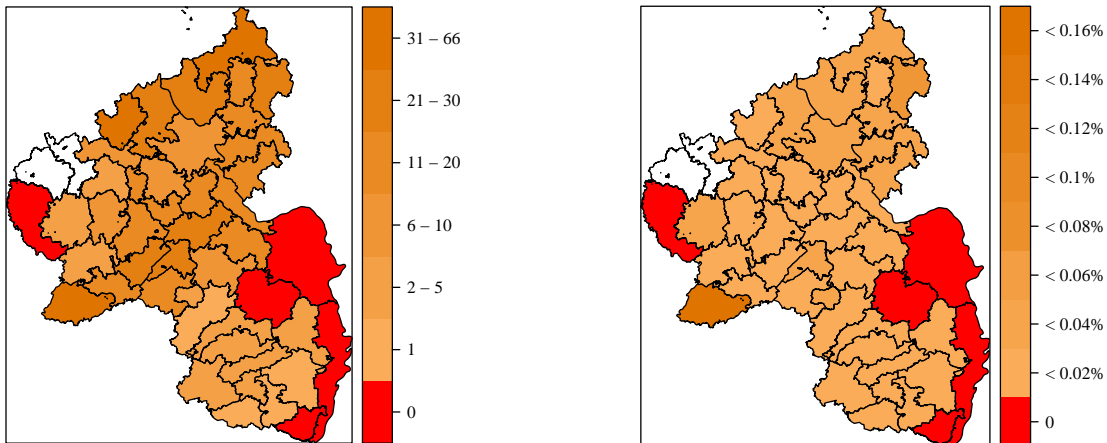 31 – 66
21 – 30
11 – 20
6 – 10
2 – 5
1
0
< 0.16%
< 0.14%
< 0.12%
< 0.1%
< 0.08%
< 0.06%
< 0.04%
< 0.02%
0